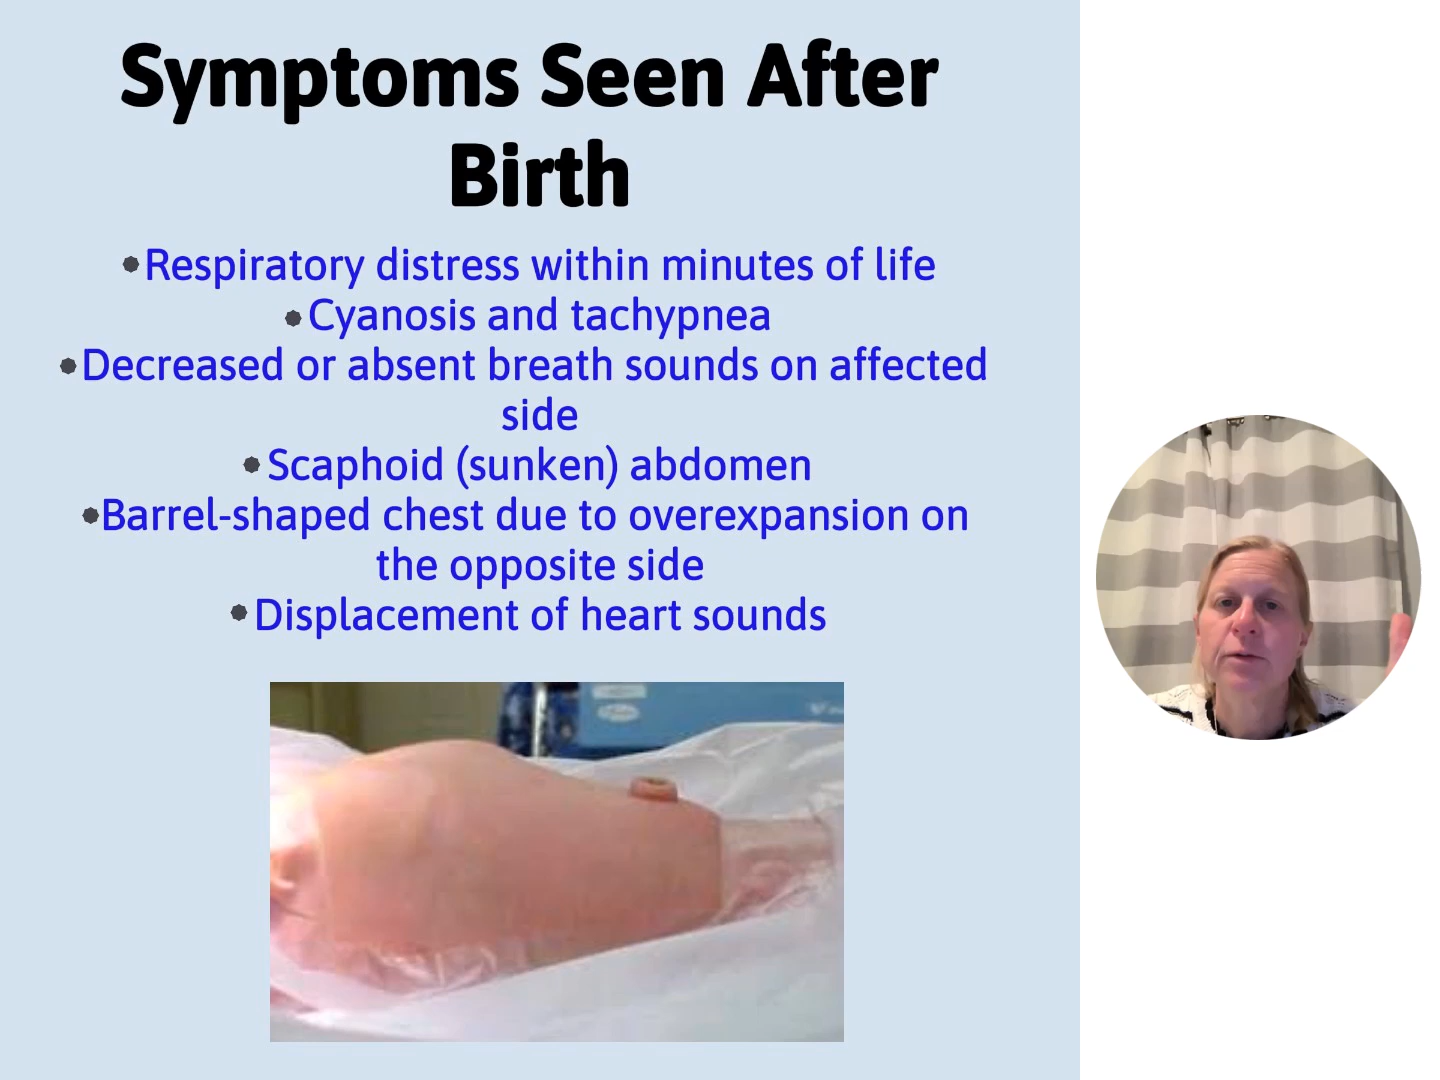 Symptoms Seen After
Birth
•Respiratory distress within minutes of life
•Cyanosis and tachypnea
•Decreased or absent breath sounds on affected
side
•Scaphoid (sunken) abdomen
•Barrel-shaped chest due to overexpansion on
the opposite side
•Displacement of heart sounds